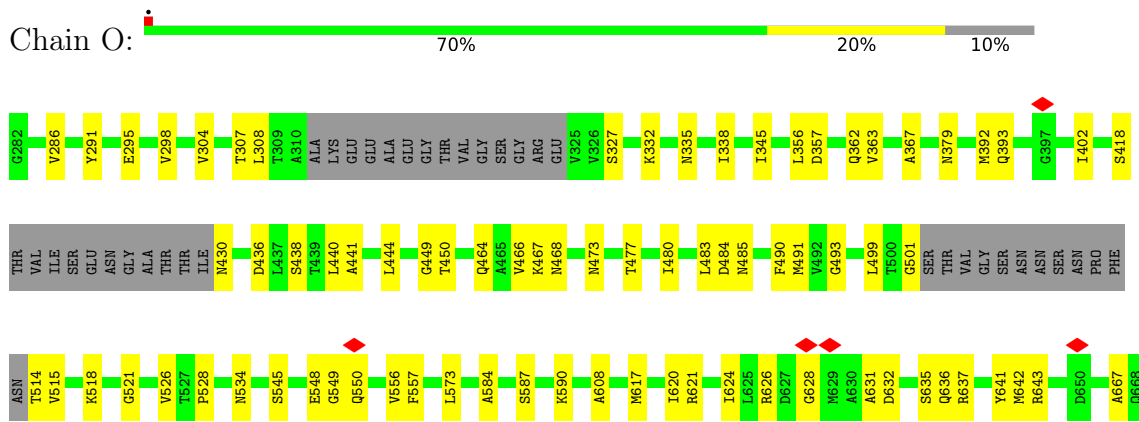 Chain O:
70% 20% 10%
G282 V286 Y291 E295 V298 V304 T307 L308 T309 A310 ALA LYS GLU GLU ALA GLU GLY THR VAL GLY SER GLY ARG GLU V325 V326 S327 K332 N335 I338 I345 L356 D357 Q362 V363 A367 N379 M392 Q393 G397 I402 S418
THR VAL ILE SER GLU ASN GLY ALA THR THR ILE N430 D436 L437 S438 T439 L440 A441 L444 G449 T450 Q464 A465 V466 K467 N468 N473 T477 I480 L483 D484 N485 F490 M491 V492 G493 L499 T500 G501 SER THR VAL GLY SER ASN ASN SER ASN PRO PHE
ASN T514 V515 K518 G521 V526 T527 P528 N534 S545 E548 G549 Q550 V556 F557 L573 A584 S587 K590 A608 M617 I620 R621 I624 L625 R626 D627 G628 M629 A630 A631 D632 S635 Q636 R637 Y641 M642 R643 D650 A667 Q668